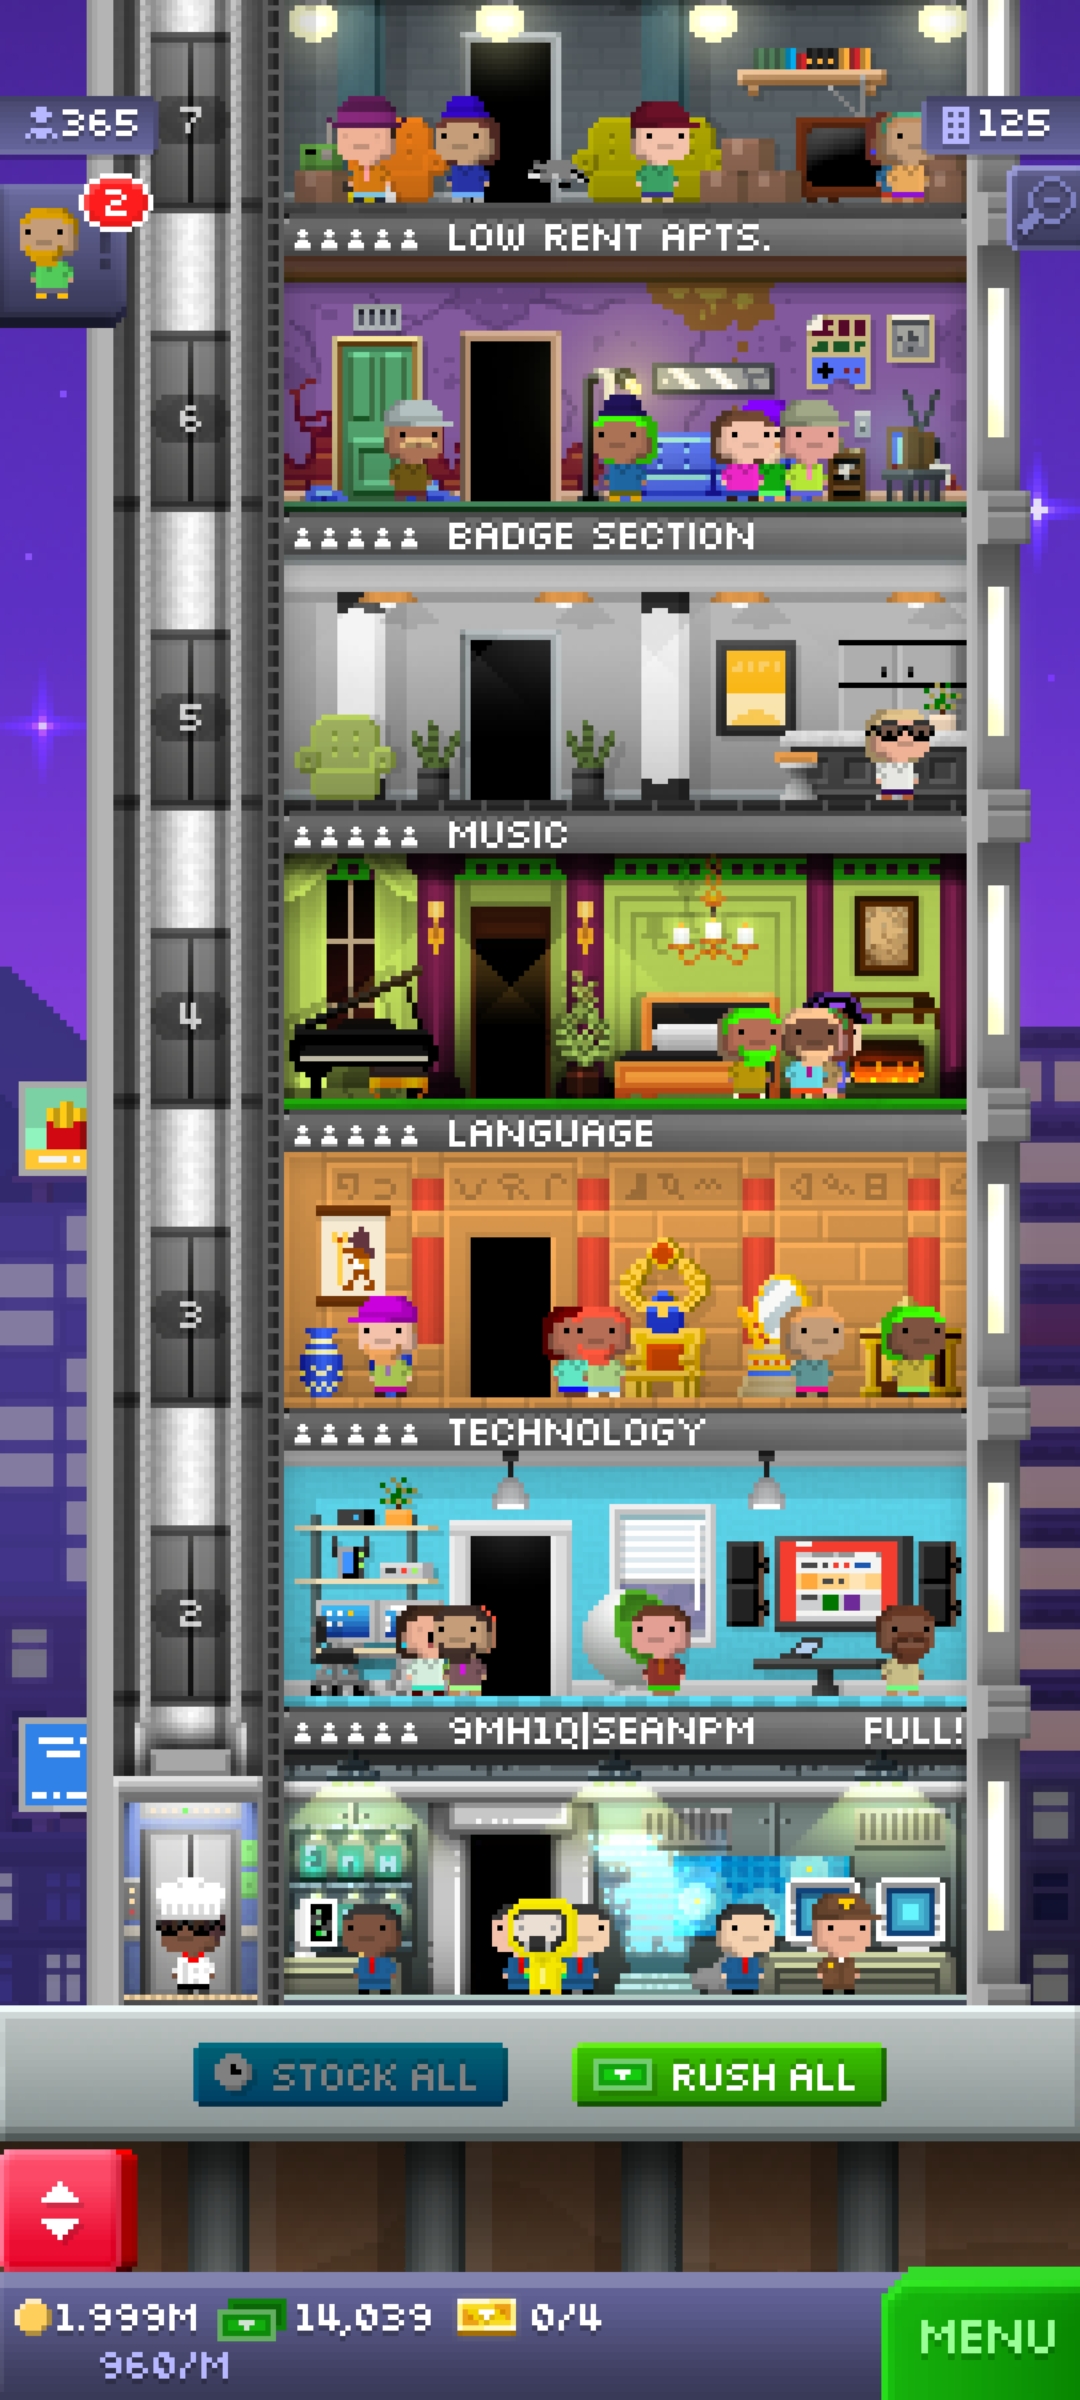 7
365
125
2
LOW RENT APTS.
6
BADGE SECTION
5
MUSIC
4
LANGUAGE
3
TECHNOLOGY
2
9MH1Q|SEANPM FULL!
STOCK ALL
RUSH ALL
1.999M
14,039
0/4
960/M
MENU